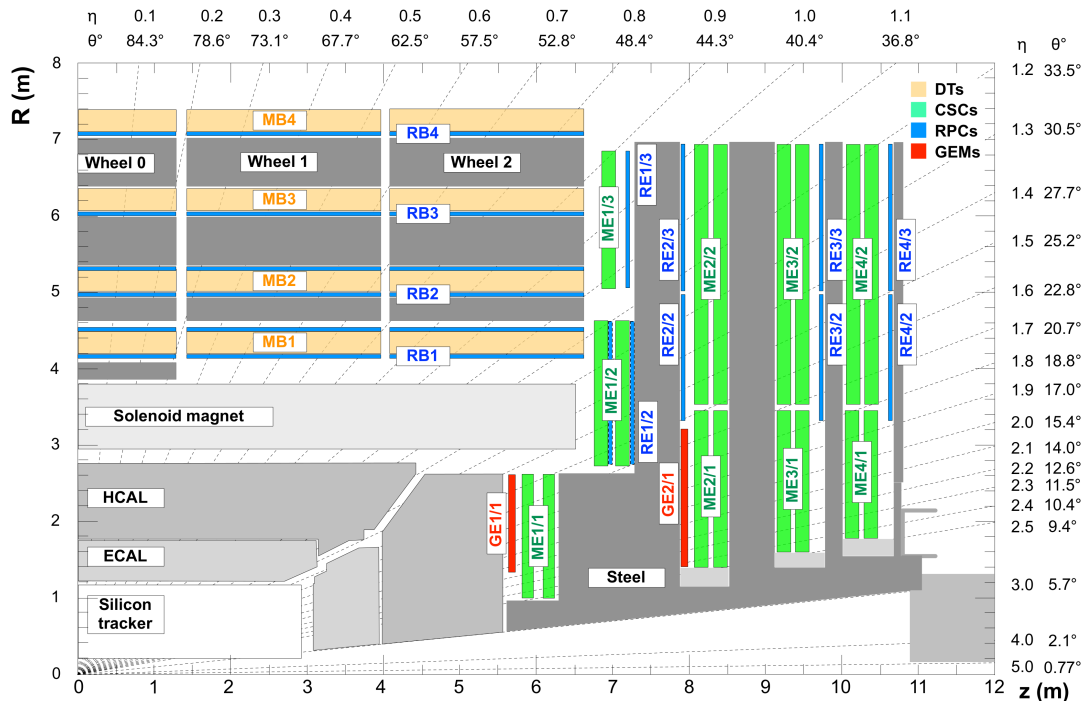 η 0.1 0.2 0.3 0.4 0.5 0.6 0.7 0.8 0.9 1.0 1.1
θ° 84.3° 78.6° 73.1° 67.7° 62.5° 57.5° 52.8° 48.4° 44.3° 40.4° 36.8°
η θ°
R (m)
8
7
6
5
4
3
2
1
0
1.2 33.5°
1.3 30.5°
1.4 27.7°
1.5 25.2°
1.6 22.8°
1.7 20.7°
1.8 18.8°
1.9 17.0°
2.0 15.4°
2.1 14.0°
2.2 12.6°
2.3 11.5°
2.4 10.4°
2.5 9.4°
3.0 5.7°
4.0 2.1°
5.0 0.77°
DTs
CSCs
RPCs
GEMs
MB4
RB4
Wheel 0
Wheel 1
Wheel 2
MB3
RB3
MB2
RB2
MB1
RB1
Solenoid magnet
HCAL
ECAL
Silicon
tracker
Steel
ME1/3
RE1/3
ME1/2
RE1/2
GE1/1
ME1/1
RE2/3
RE2/2
GE2/1
ME2/2
ME2/1
ME3/2
ME3/1
RE3/3
RE3/2
ME4/2
ME4/1
RE4/3
RE4/2
0 1 2 3 4 5 6 7 8 9 10 11 12
z (m)